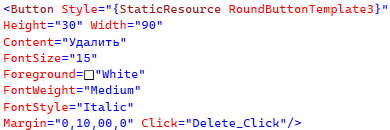 <Button Style="{StaticResource RoundButtonTemplate3}"
Height="30" Width="90"
Content="Удалить"
FontSize="15"
Foreground="White"
FontWeight="Medium"
FontStyle="Italic"
Margin="0,10,00,0" Click="Delete_Click"/>